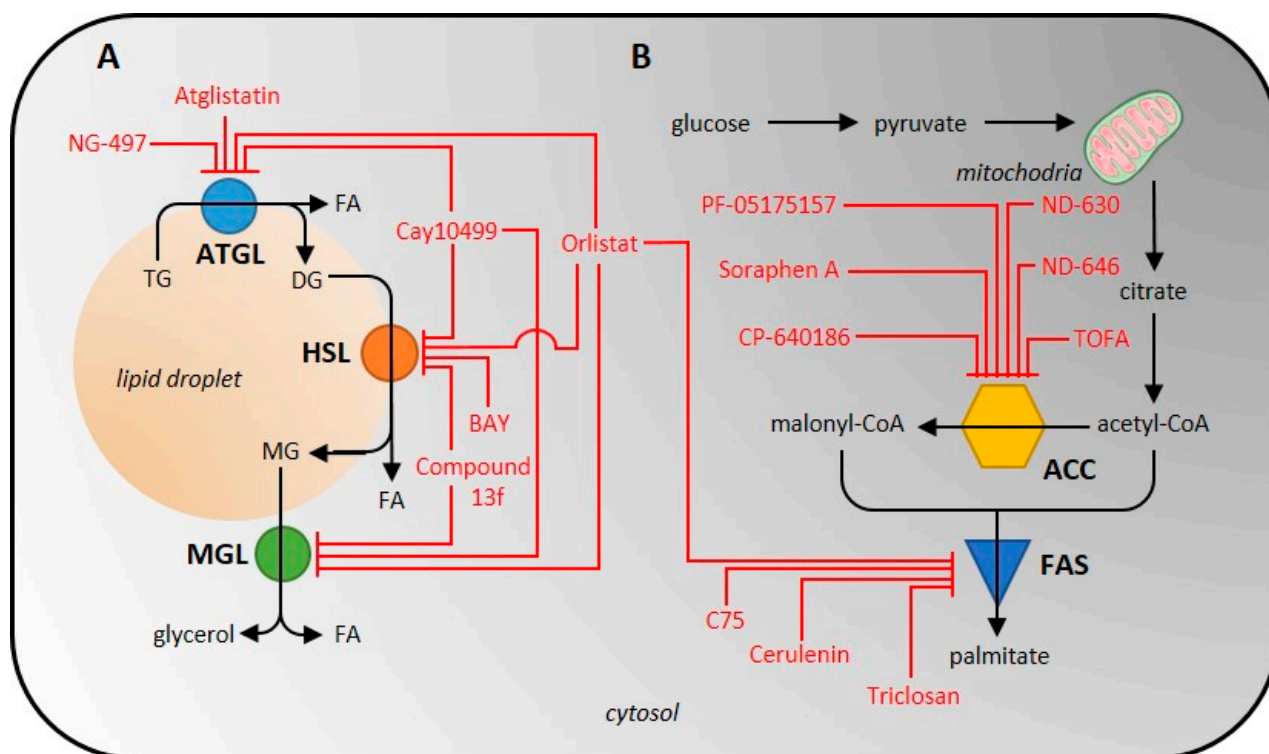 A
B
Atglistatin
NG-497
FA
ATGL
TG
DG
Cay10499
Orlistat
HSL
lipid droplet
BAY
MG
Compound
13f
FA
MGL
glycerol
FA
glucose
pyruvate
mitochodria
PF-05175157
ND-630
Soraphen A
ND-646
citrate
CP-640186
TOFA
malonyl-CoA
acetyl-CoA
ACC
FAS
C75
Cerulenin
palmitate
Triclosan
cytosol